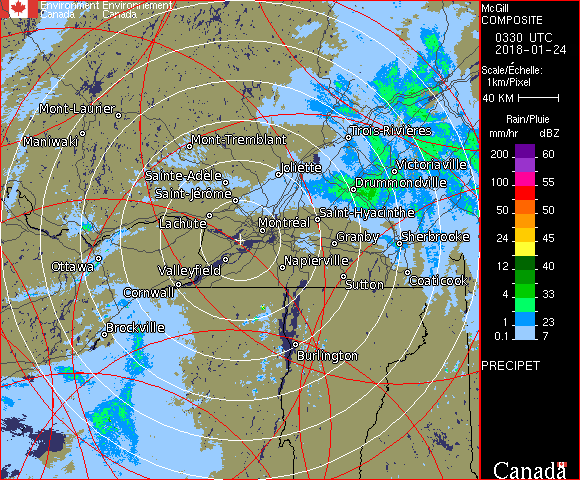 Environment Environnement
Canada Canada
Mont-Laurier
Maniwaki
Mont-Tremblant
Trois-Rivières
Joliette
Victoriaville
Sainte-Adèle
Drummondville
Saint-Jérôme
Saint-Hyacinthe
Lachute
Montréal
Granby
Sherbrooke
Ottawa
Valleyfield
Napierville
Sutton
Coaticook
Cornwall
Brockville
Burlington
McGill
COMPOSITE
0330 UTC
2018-01-24
Scale/Échelle:
1km/Pixel
40 KM
Rain/Pluie
mm/hr dBZ
200 60
100 55
50 50
24 45
12 40
4 33
1 23
0.1 7
PRECIPET
Canada